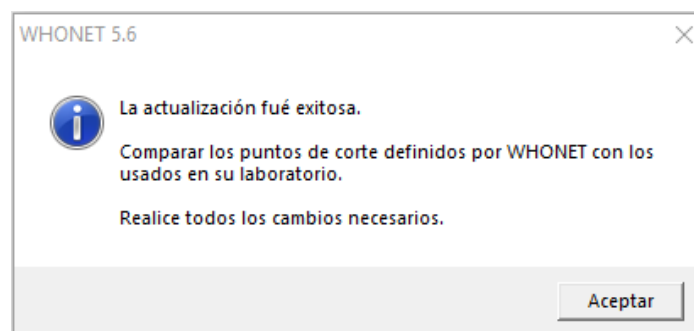 WHONET 5.6
La actualización fué exitosa.
Comparar los puntos de corte definidos por WHONET con los
usados en su laboratorio.
Realice todos los cambios necesarios.
Aceptar